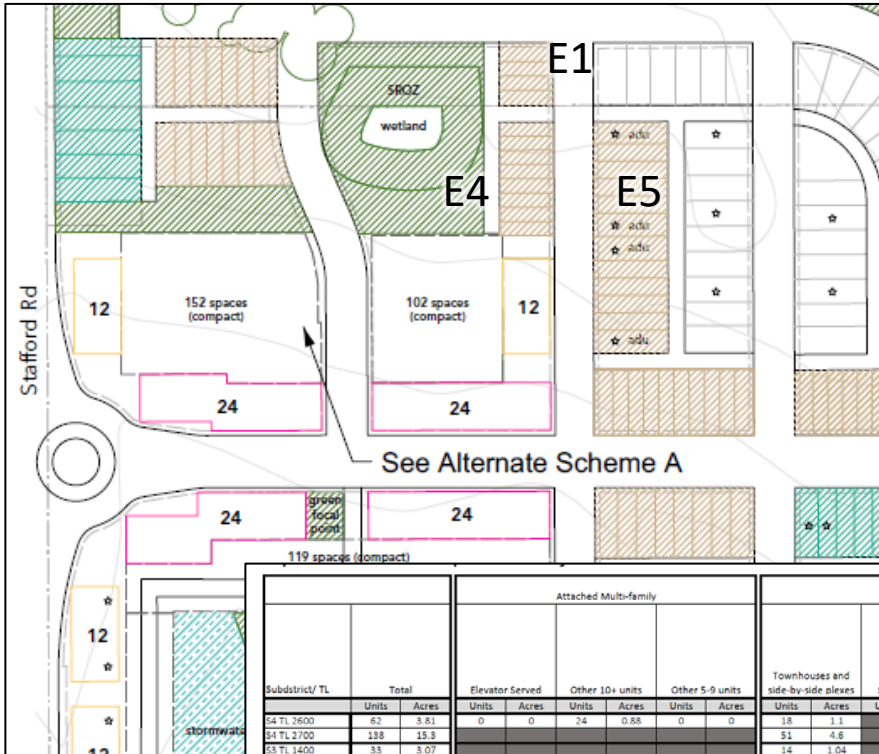 E1
SROZ
wetland
adu
E4
E5
adu
adu
12
152 spaces
(compact)
102 spaces
(compact)
12
Stafford Rd
adu
24
24
See Alternate Scheme A
24
green
focal
point
24
119 spaces (compact)
12
stormwate
Attached Multi-family
Subdstrict/ TL
Total
Elevator Served
Other 10+ units
Other 5-9 units
Townhouses and
side-by-side plexes
Units Acres Units Acres Units Acres Units Acres Units Acres
S4 TL 2600 62 3.81 0 0 24 0.88 0 0 18 1.1
S4 TL 2700 138 15.3 51 4.6
S3 TL 1400 33 3.07 14 1.04